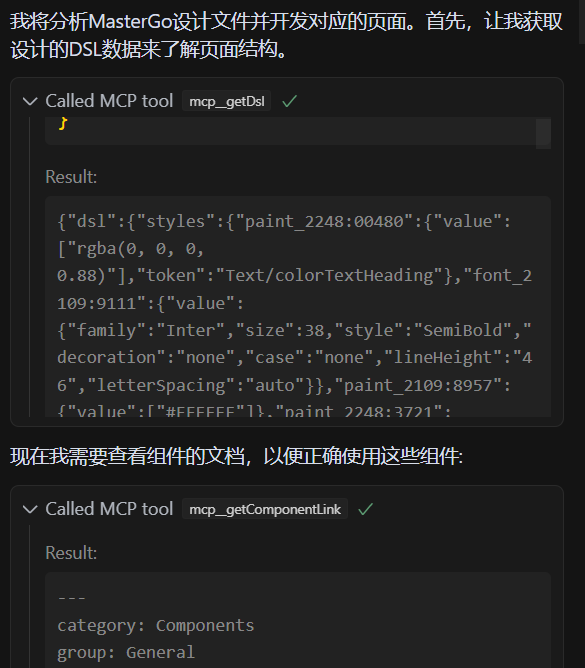 我将分析MasterGo设计文件并开发对应的页面。首先，让我获取
设计的DSL数据来了解页面结构。
Called MCP tool mcp__getDsl
}
Result:
{"dsl":{"styles":{"paint_2248:00480":{"value":
["rgba(0, 0, 0,
0.88)"],"token":"Text/colorTextHeading"},"font_2
109:9111":{"value":
{"family":"Inter","size":38,"style":"SemiBold","
decoration":"none","case":"none","lineHeight":"4
6","letterSpacing":"auto"}},"paint_2109:8957":
{"value":["#FFFFFF"]},"paint_2248:3721":
现在我需要查看组件的文档，以便正确使用这些组件:
Called MCP tool mcp__getComponentLink
Result:
---
category: Components
group: General